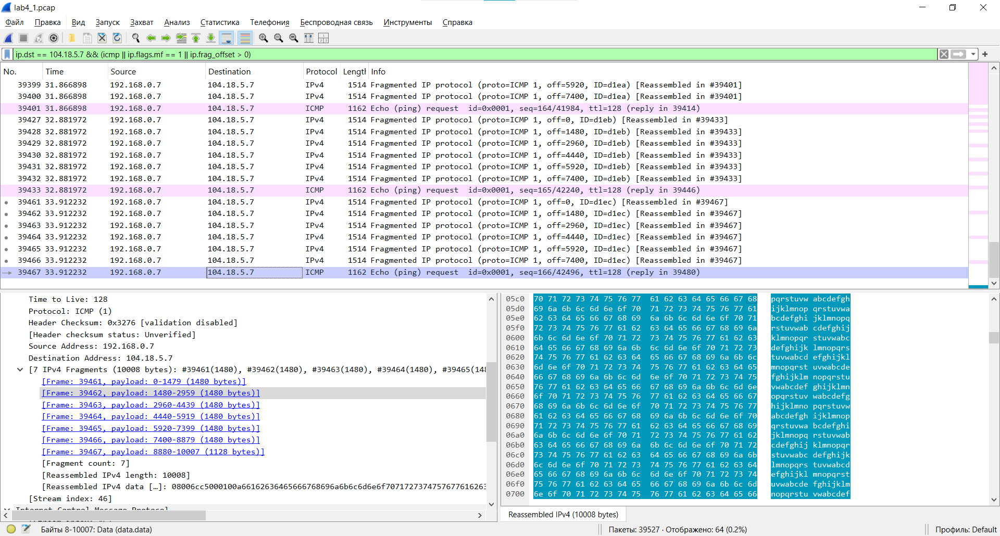 lab4_1.pcap
Файл Правка Вид Запуск Захват Анализ Статистика Телефония Беспроводная связь Инструменты Справка
ip.dst == 104.18.5.7 && (icmp || ip.flags.mf == 1 || ip.frag_offset > 0)
No. Time Source Destination Protocol Lengtł Info
39399 31.866898 192.168.0.7 104.18.5.7 IPv4 1514 Fragmented IP protocol (proto=ICMP 1, off=5920, ID=d1ea) [Reassembled in #39401]
39400 31.866898 192.168.0.7 104.18.5.7 IPv4 1514 Fragmented IP protocol (proto=ICMP 1, off=7400, ID=d1ea) [Reassembled in #39401]
39401 31.866898 192.168.0.7 104.18.5.7 ICMP 1162 Echo (ping) request id=0x0001, seq=164/41984, ttl=128 (reply in 39414)
39427 32.881972 192.168.0.7 104.18.5.7 IPv4 1514 Fragmented IP protocol (proto=ICMP 1, off=0, ID=d1eb) [Reassembled in #39433]
39428 32.881972 192.168.0.7 104.18.5.7 IPv4 1514 Fragmented IP protocol (proto=ICMP 1, off=1480, ID=d1eb) [Reassembled in #39433]
39429 32.881972 192.168.0.7 104.18.5.7 IPv4 1514 Fragmented IP protocol (proto=ICMP 1, off=2960, ID=d1eb) [Reassembled in #39433]
39430 32.881972 192.168.0.7 104.18.5.7 IPv4 1514 Fragmented IP protocol (proto=ICMP 1, off=4440, ID=d1eb) [Reassembled in #39433]
39431 32.881972 192.168.0.7 104.18.5.7 IPv4 1514 Fragmented IP protocol (proto=ICMP 1, off=5920, ID=d1eb) [Reassembled in #39433]
39432 32.881972 192.168.0.7 104.18.5.7 IPv4 1514 Fragmented IP protocol (proto=ICMP 1, off=7400, ID=d1eb) [Reassembled in #39433]
39433 32.881972 192.168.0.7 104.18.5.7 ICMP 1162 Echo (ping) request id=0x0001, seq=165/42240, ttl=128 (reply in 39446)
39461 33.912232 192.168.0.7 104.18.5.7 IPv4 1514 Fragmented IP protocol (proto=ICMP 1, off=0, ID=d1ec) [Reassembled in #39467]
39462 33.912232 192.168.0.7 104.18.5.7 IPv4 1514 Fragmented IP protocol (proto=ICMP 1, off=1480, ID=d1ec) [Reassembled in #39467]
39463 33.912232 192.168.0.7 104.18.5.7 IPv4 1514 Fragmented IP protocol (proto=ICMP 1, off=2960, ID=d1ec) [Reassembled in #39467]
39464 33.912232 192.168.0.7 104.18.5.7 IPv4 1514 Fragmented IP protocol (proto=ICMP 1, off=4440, ID=d1ec) [Reassembled in #39467]
39465 33.912232 192.168.0.7 104.18.5.7 IPv4 1514 Fragmented IP protocol (proto=ICMP 1, off=5920, ID=d1ec) [Reassembled in #39467]
39466 33.912232 192.168.0.7 104.18.5.7 IPv4 1514 Fragmented IP protocol (proto=ICMP 1, off=7400, ID=d1ec) [Reassembled in #39467]
39467 33.912232 192.168.0.7 104.18.5.7 ICMP 1162 Echo (ping) request id=0x0001, seq=166/42496, ttl=128 (reply in 39480)
Time to Live: 128
Protocol: ICMP (1)
Header Checksum: 0x3276 [validation disabled]
[Header checksum status: Unverified]
Source Address: 192.168.0.7
Destination Address: 104.18.5.7
[7 IPv4 Fragments (10008 bytes): #39461(1480), #39462(1480), #39463(1480), #39464(1480), #39465(148
[Frame: 39461, payload: 0-1479 (1480 bytes)]
[Frame: 39462, payload: 1480-2959 (1480 bytes)]
[Frame: 39463, payload: 2960-4439 (1480 bytes)]
[Frame: 39464, payload: 4440-5919 (1480 bytes)]
[Frame: 39465, payload: 5920-7399 (1480 bytes)]
[Frame: 39466, payload: 7400-8879 (1480 bytes)]
[Frame: 39467, payload: 8880-10007 (1128 bytes)]
[Fragment count: 7]
[Reassembled IPv4 length: 10008]
[Reassembled IPv4 data […]: 08006cc5000100a66162636465666768696a6b6c6d6e6f7071727374757677616263
[Stream index: 46]
Internet Control Message Protocol
05c0 70 71 72 73 74 75 76 77 61 62 63 64 65 66 67 68 pqrstuvw abcdefgh
05d0 69 6a 6b 6c 6d 6e 6f 70 71 72 73 74 75 76 77 61 ijklmnop qrstuvwa
05e0 62 63 64 65 66 67 68 69 6a 6b 6c 6d 6e 6f 70 71 bcdefghi jklmnopq
05f0 72 73 74 75 76 77 61 62 63 64 65 66 67 68 69 6a rstuvwab cdefghij
0600 6b 6c 6d 6e 6f 70 71 72 73 74 75 76 77 61 62 63 klmnopqr stuvwabc
0610 64 65 66 67 68 69 6a 6b 6c 6d 6e 6f 70 71 72 73 defghijk lmnopqrs
0620 74 75 76 77 61 62 63 64 65 66 67 68 69 6a 6b 6c tuvwabcd efghijkl
0630 6d 6e 6f 70 71 72 73 74 75 76 77 61 62 63 64 65 mnopqrst uvwabcde
0640 66 67 68 69 6a 6b 6c 6d 6e 6f 70 71 72 73 74 75 fghijklm nopqrstu
0650 76 77 61 62 63 64 65 66 67 68 69 6a 6b 6c 6d 6e vwabcdef ghijklmn
0660 6f 70 71 72 73 74 75 76 77 61 62 63 64 65 66 67 opqrstuv wabcdefg
0670 68 69 6a 6b 6c 6d 6e 6f 70 71 72 73 74 75 76 77 hijklmno pqrstuvw
0680 61 62 63 64 65 66 67 68 69 6a 6b 6c 6d 6e 6f 70 abcdefgh ijklmnop
0690 71 72 73 74 75 76 77 61 62 63 64 65 66 67 68 69 qrstuvwa bcdefghi
06a0 6a 6b 6c 6d 6e 6f 70 71 72 73 74 75 76 77 61 62 jklmnopq rstuvwab
06b0 63 64 65 66 67 68 69 6a 6b 6c 6d 6e 6f 70 71 72 cdefghij klmnopqr
06c0 73 74 75 76 77 61 62 63 64 65 66 67 68 69 6a 6b stuvwabc defghijk
06d0 6c 6d 6e 6f 70 71 72 73 74 75 76 77 61 62 63 64 lmnopqrs tuvwabcd
06e0 65 66 67 68 69 6a 6b 6c 6d 6e 6f 70 71 72 73 74 efghijkl mnopqrst
06f0 75 76 77 61 62 63 64 65 66 67 68 69 6a 6b 6c 6d uvwabcde fghijklm
0700 6e 6f 70 71 72 73 74 75 76 77 61 62 63 64 65 66 nopqrstu vwabcdef
Reassembled IPv4 (10008 bytes)
Байты 8-10007: Data (data.data)
Пакеты: 39527 · Отображено: 64 (0.2%)
Профиль: Default